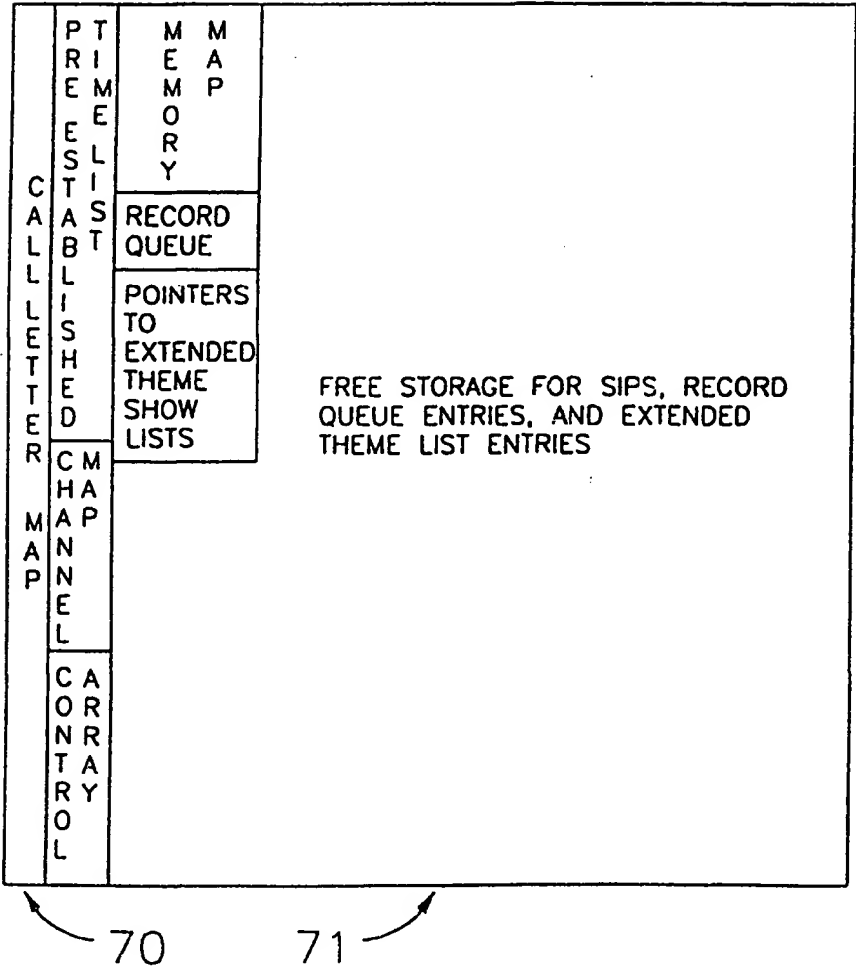 CALL LETTER MAP
PRE ESTABLISHED
TIME LIST
CHANNEL
MAP
CONTROL
ARRAY
MEMORY
MAP
RECORD
QUEUE
POINTERS
TO
EXTENDED
THEME
SHOW
LISTS
FREE STORAGE FOR SIPS, RECORD
QUEUE ENTRIES, AND EXTENDED
THEME LIST ENTRIES
70
71